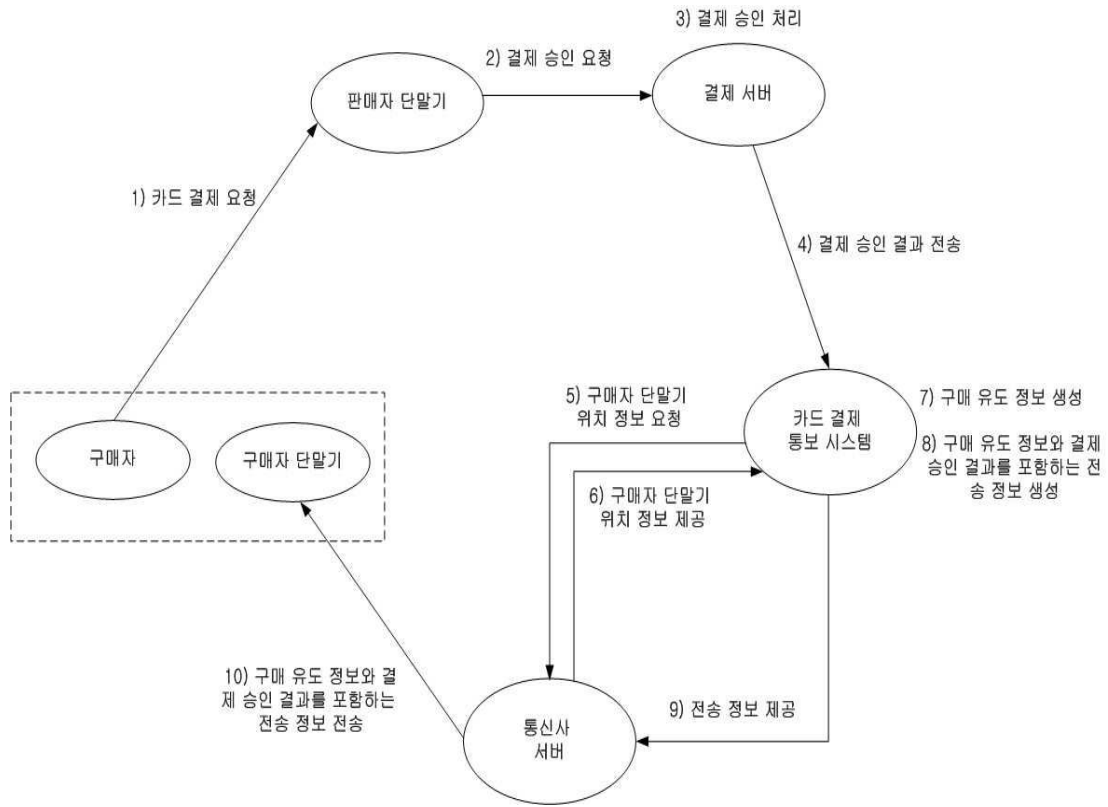 3) 결제 승인 처리
2) 결제 승인 요청
판매자 단말기
결제 서버
1) 카드 결제 요청
4) 결제 승인 결과 전송
5) 구매자 단말기
위치 정보 요청
카드 결제
통보 시스템
7) 구매 유도 정보 생성
8) 구매 유도 정보와 결제
승인 결과를 포함하는 전
송 정보 생성
구매자
구매자 단말기
6) 구매자 단말기
위치 정보 제공
10) 구매 유도 정보와 결
제 승인 결과를 포함하는
전송 정보 전송
9) 전송 정보 제공
통신사
서버